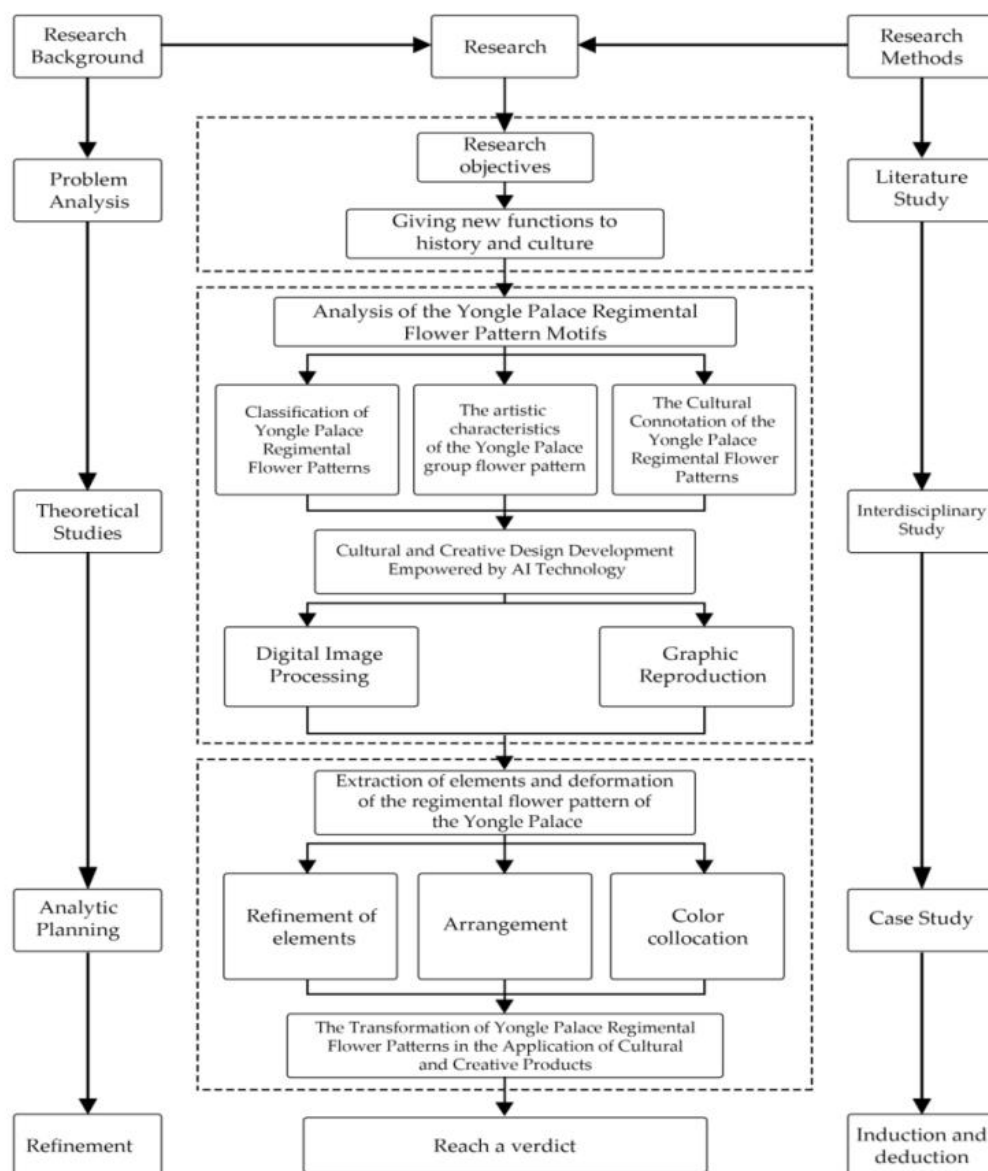 Research
Background
Research
Research
Methods
Research
objectives
Problem
Analysis
Literature
Study
Giving new functions to
history and culture
Analysis of the Yongle Palace Regimental
Flower Pattern Motifs
Classification of
Yongle Palace
Regimental
Flower Patterns
The artistic
characteristics
of the Yongle Palace
group flower pattern
The Cultural
Connotation of the
Yongle Palace
Regimental Flower
Patterns
Theoretical
Studies
Interdisciplinary
Study
Cultural and Creative Design Development
Empowered by AI Technology
Digital Image
Processing
Graphic
Reproduction
Extraction of elements and deformation
of the regimental flower pattern of
the Yongle Palace
Analytic
Planning
Refinement of
elements
Arrangement
Color
collocation
Case Study
The Transformation of Yongle Palace Regimental
Flower Patterns in the Application of Cultural
and Creative Products
Refinement
Reach a verdict
Induction and
deduction